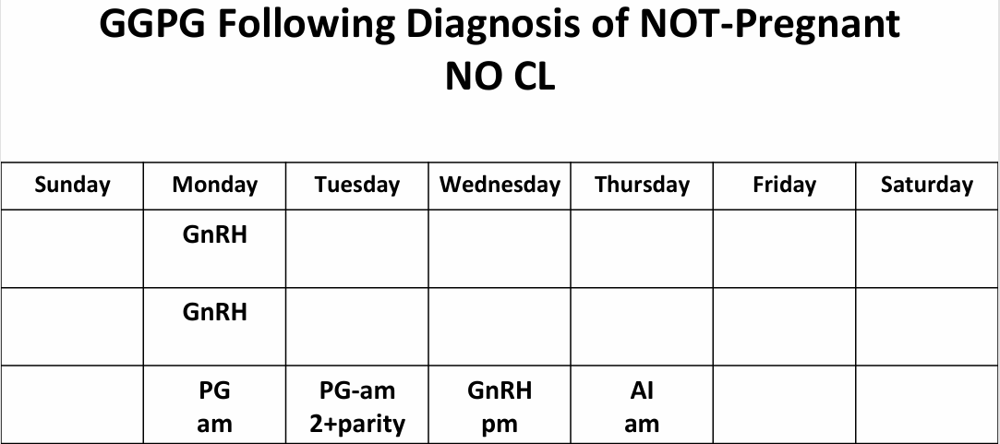 GGPG Following Diagnosis of NOT-Pregnant
NO CL
Sunday Monday Tuesday Wednesday Thursday Friday Saturday
GnRH
GnRH
PG PG-am GnRH AI
am 2+parity pm am